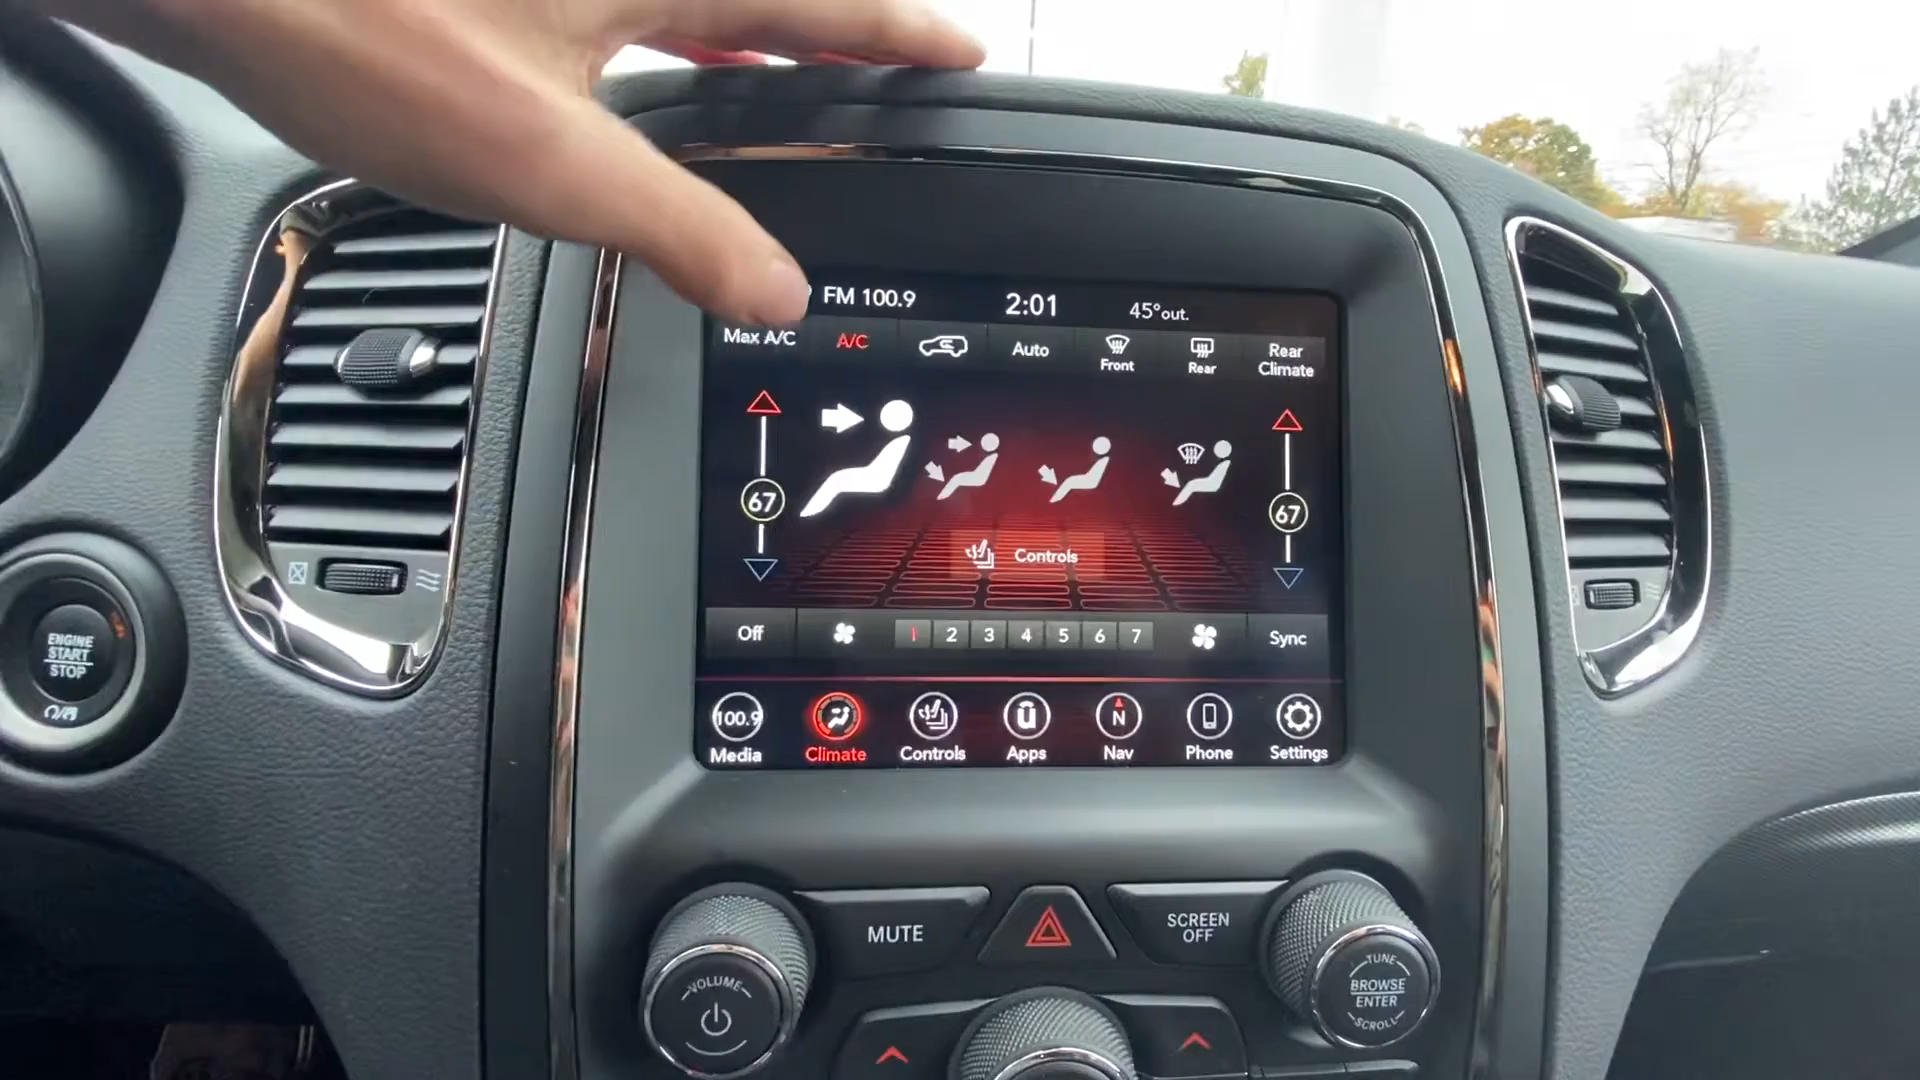 FM 100.9
2:01
45°out.
Max A/C
A/C
Auto
Front
Rear
Rear
Climate
67
67
Controls
Off
1 2 3 4 5 6 7
Sync
100.9
Media
Climate
Controls
Apps
N
Nav
Phone
Settings
ENGINE
START
STOP
MUTE
SCREEN
OFF
VOLUME
TUNE
BROWSE
ENTER
SCROLL